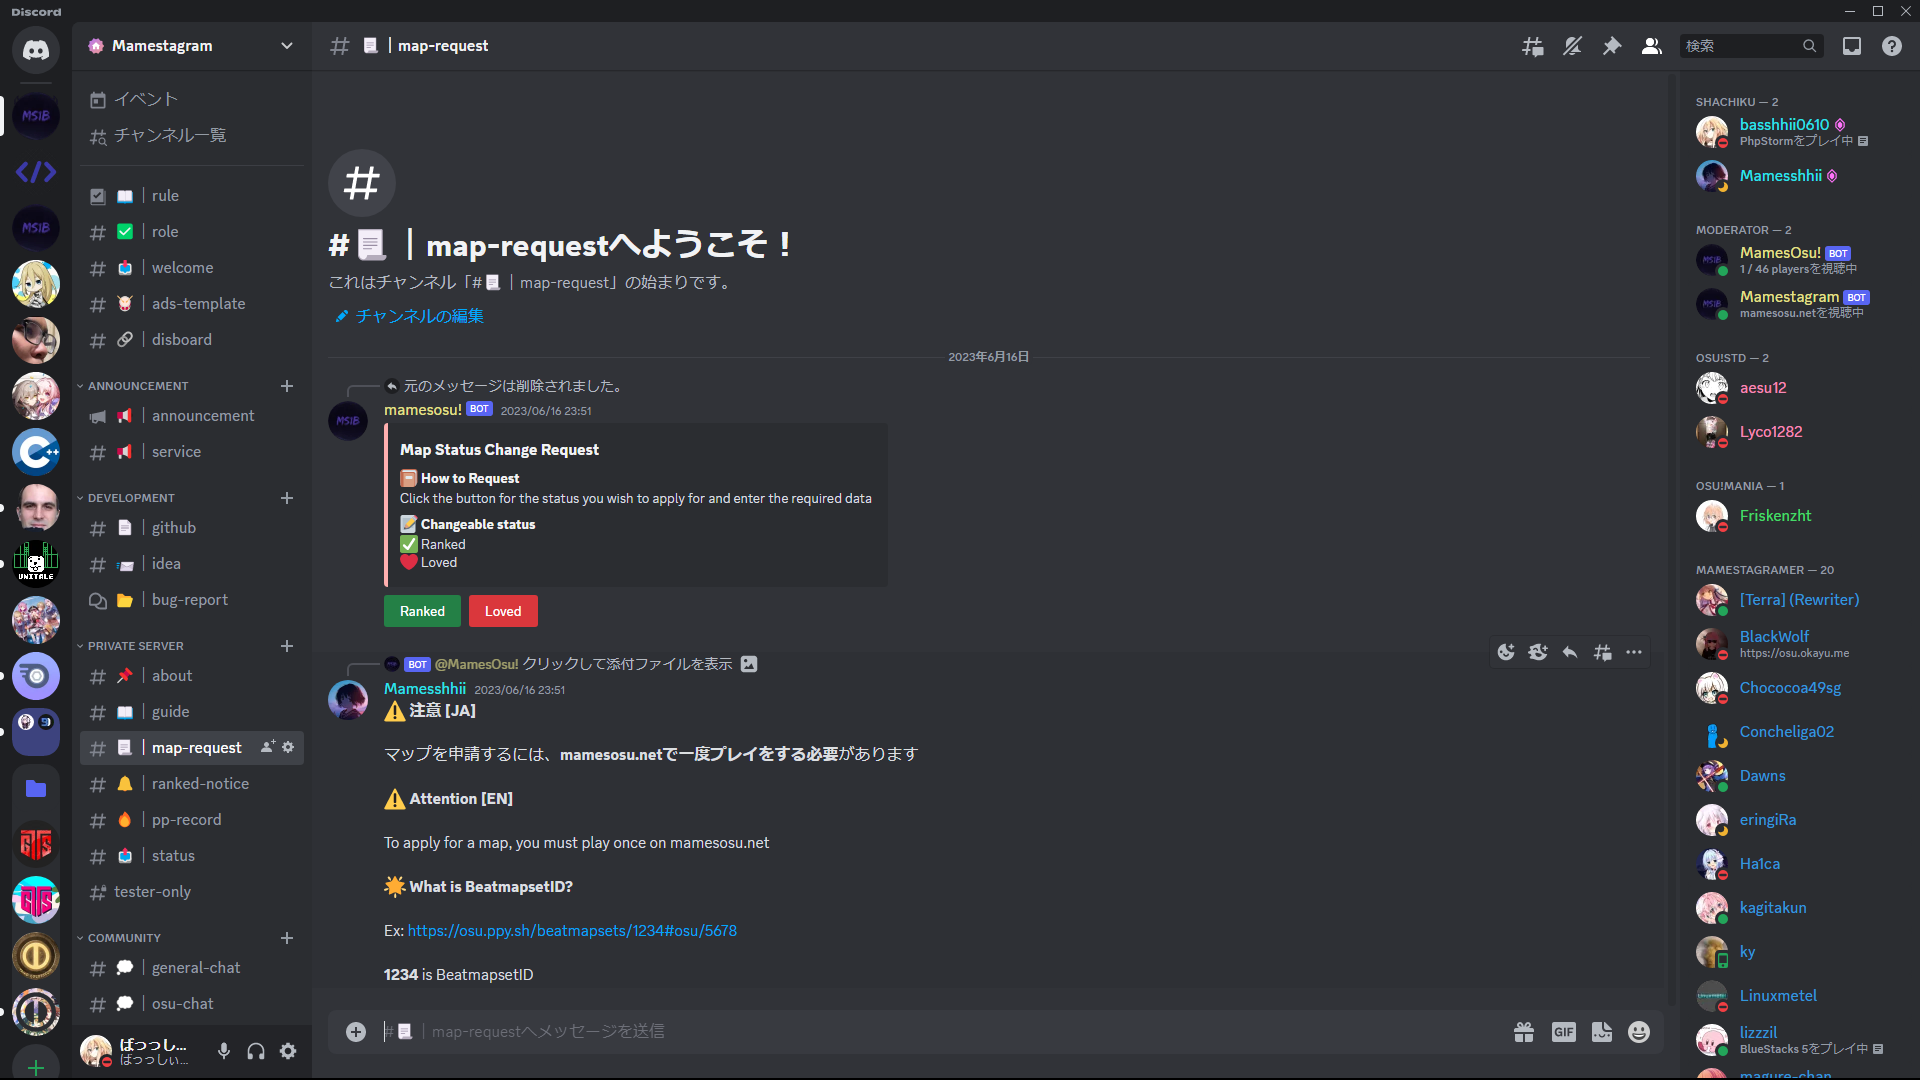 Discord
Mamestagram
イベント
チャンネル一覧
rule
role
welcome
ads-template
disboard
ANNOUNCEMENT
announcement
service
DEVELOPMENT
github
idea
bug-report
PRIVATE SERVER
about
guide
map-request
ranked-notice
pp-record
status
tester-only
COMMUNITY
general-chat
osu-chat
ばっっし...
ばっっしぃ...
MSIB
</>
MSIB
C++
UNITALE
GTS
GTS
# | map-request
検索
#
# | map-requestへようこそ！
これはチャンネル「# | map-request」の始まりです。
チャンネルの編集
2023年6月16日
元のメッセージは削除されました。
MSIB
mamesosu! BOT 2023/06/16 23:51
Map Status Change Request
How to Request
Click the button for the status you wish to apply for and enter the required data
Changeable status
Ranked
Loved
Ranked Loved
BOT @MamesOsu! クリックして添付ファイルを表示
Mamesshhii 2023/06/16 23:51
注意 [JA]
マップを申請するには、mamesosu.netで一度プレイをする必要があります
Attention [EN]
To apply for a map, you must play once on mamesosu.net
What is BeatmapsetID?
Ex: https://osu.ppy.sh/beatmapsets/1234#osu/5678
1234 is BeatmapsetID
# | map-requestへメッセージを送信
GIF
SHACHIKU — 2
basshhii0610
PhpStormをプレイ中
Mamesshhii
MODERATOR — 2
MamesOsu! BOT
1 / 46 playersを視聴中
Mamestagram BOT
mamesosu.netを視聴中
OSU!STD — 2
aesu12
Lyco1282
OSU!MANIA — 1
Friskenzht
MAMESTAGRAMER — 20
[Terra] (Rewriter)
BlackWolf
https://osu.okayu.me
Chococoa49sg
Concheliga02
Dawns
eringiRa
Ha1ca
kagitakun
ky
Linuxmetel
lizzzil
BlueStacks 5をプレイ中
magure-chan